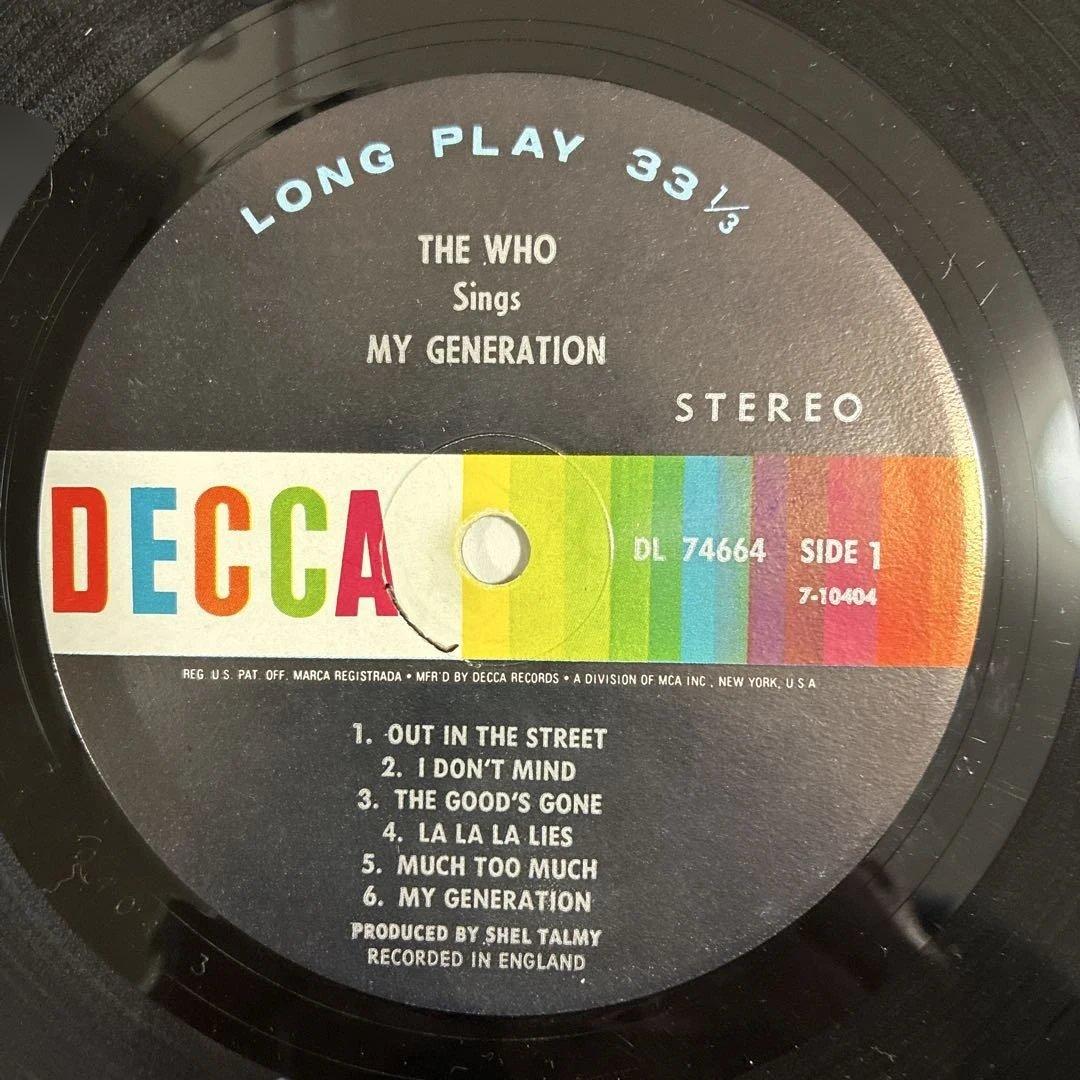 LONG PLAY 33 1/3
THE WHO
Sings
MY GENERATION
STEREO
DECCA
DL 74664 SIDE 1
7-10404
REG. U.S. PAT. OFF. MARCA REGISTRADA • MFR'D BY DECCA RECORDS • A DIVISION OF MCA INC., NEW YORK, U.S.A
1. OUT IN THE STREET
2. I DON'T MIND
3. THE GOOD'S GONE
4. LA LA LA LIES
5. MUCH TOO MUCH
6. MY GENERATION
PRODUCED BY SHEL TALMY
RECORDED IN ENGLAND